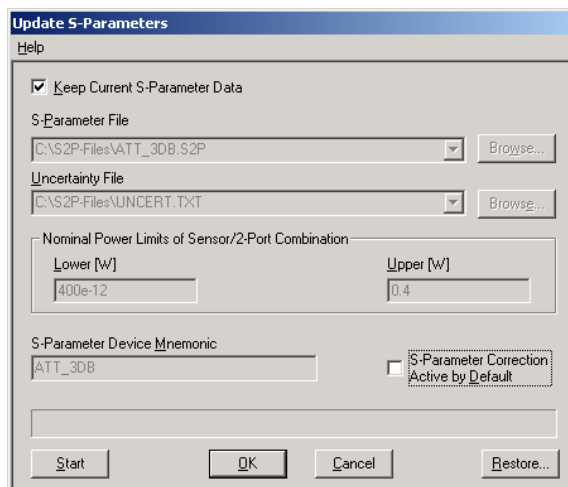 Update S-Parameters
Help
Keep Current S-Parameter Data
S-Parameter File
C:\S2P-Files\ATT_3DB.S2P
Browse...
Uncertainty File
C:\S2P-Files\UNCERT.TXT
Browse...
Nominal Power Limits of Sensor/2-Port Combination
Lower [W]
Upper [W]
400e-12
0.4
S-Parameter Device Mnemonic
ATT_3DB
S-Parameter Correction
Active by Default
Start
OK
Cancel
Restore...